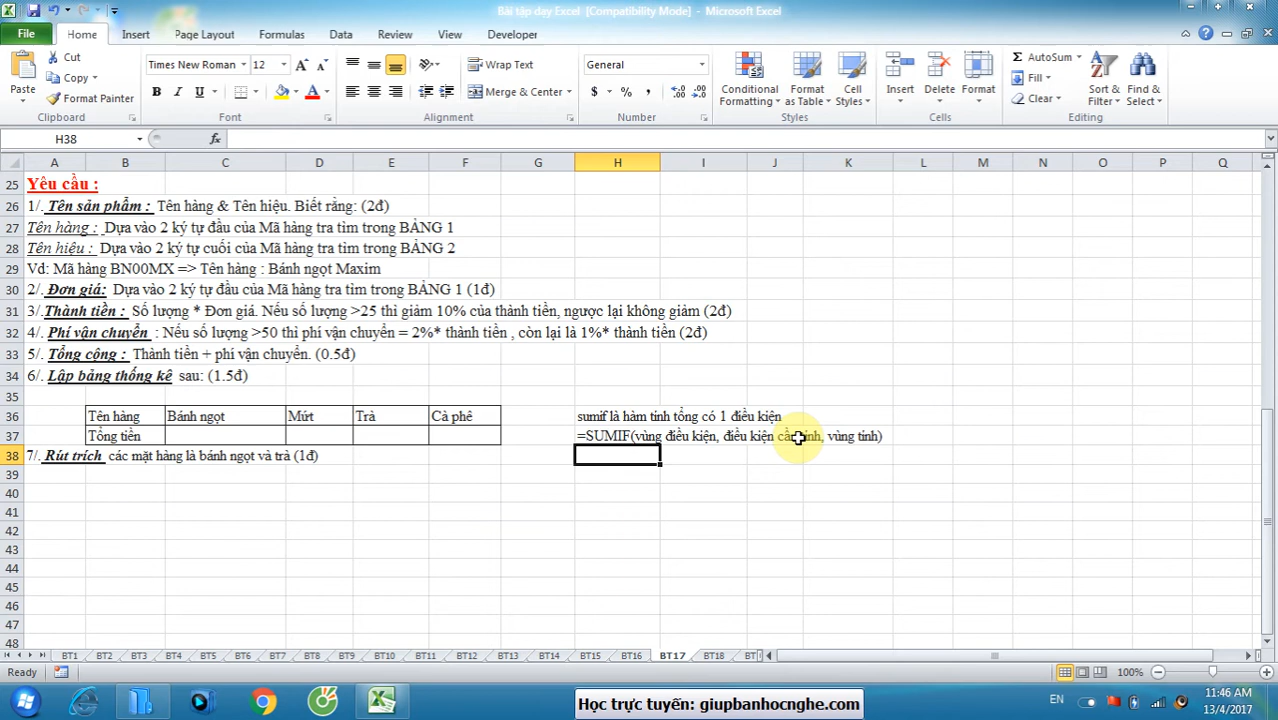 Bài tập dạy Excel [Compatibility Mode] - Microsoft Excel
File Home Insert Page Layout Formulas Data Review View Developer
Cut
Copy
Format Painter
Paste
Clipboard
Times New Roman 12
B I U
Font
Wrap Text
Merge & Center
Alignment
General
$ % ,
Number
Conditional Formatting
Format as Table
Cell Styles
Styles
Insert Delete Format
Cells
AutoSum
Fill
Clear
Sort & Filter
Find & Select
Editing
H38 fx
A B C D E F G H I J K L M N O P Q
25 Yêu cầu :
26 1/. Tên sản phẩm : Tên hàng & Tên hiệu. Biết rằng: (2đ)
27 Tên hàng : Dựa vào 2 ký tự đầu của Mã hàng tra tìm trong BẢNG 1
28 Tên hiệu : Dựa vào 2 ký tự cuối của Mã hàng tra tìm trong BẢNG 2
29 Vd: Mã hàng BN00MX => Tên hàng : Bánh ngọt Maxim
30 2/. Đơn giá: Dựa vào 2 ký tự đầu của Mã hàng tra tìm trong BẢNG 1 (1đ)
31 3/.Thành tiền : Số lượng * Đơn giá. Nếu số lượng >25 thì giảm 10% của thành tiền, ngược lại không giảm (2đ)
32 4/. Phí vận chuyển : Nếu số lượng >50 thì phí vận chuyển = 2%* thành tiền , còn lại là 1%* thành tiền (2đ)
33 5/. Tổng cộng : Thành tiền + phí vận chuyển. (0.5đ)
34 6/. Lập bảng thống kê sau: (1.5đ)
35
36 Tên hàng Bánh ngọt Mứt Trà Cà phê sumif là hàm tính tổng có 1 điều kiện
37 Tổng tiền =SUMIF(vùng điều kiện, điều kiện cần tính, vùng tính)
38 7/. Rút trích các mặt hàng là bánh ngọt và trà (1đ)
39
40
41
42
43
44
45
46
47
48
BT1 BT2 BT3 BT4 BT5 BT6 BT7 BT8 BT9 BT10 BT11 BT12 BT13 BT14 BT15 BT16 BT17 BT18
Ready 100%
Học trực tuyến: giupbanhocnghe.com
EN
11:46 AM
13/4/2017